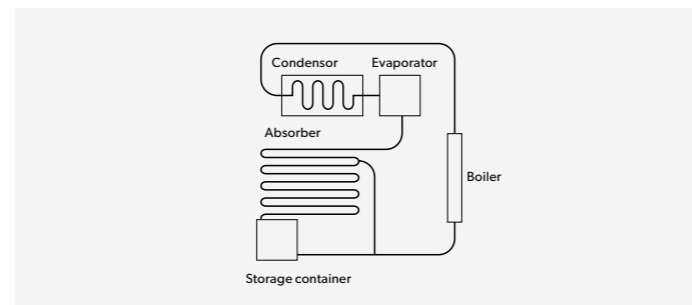 Condensor
Evaporator
Absorber
Boiler
Storage container